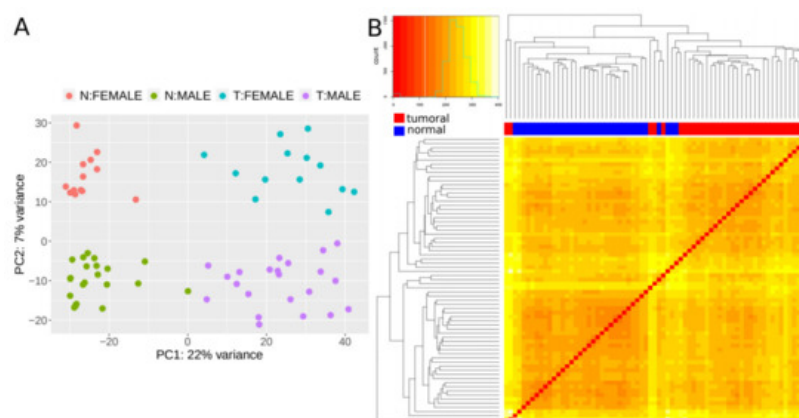 A
N:FEMALE N:MALE T:FEMALE T:MALE
30
20
10
0
−10
−20
PC2: 7% variance
−20 0 20 40
PC1: 22% variance
B
count
tumoral
normal